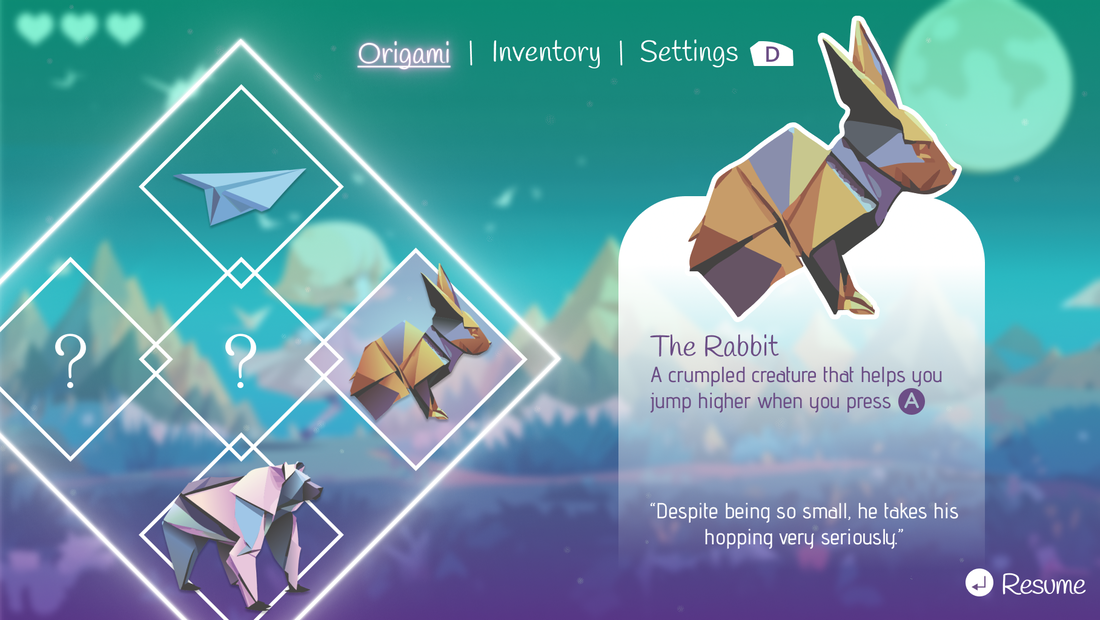 Origami | Inventory | Settings D
? ?
The Rabbit
A crumpled creature that helps you
jump higher when you press A
“Despite being so small, he takes his
hopping very seriously.”
Resume